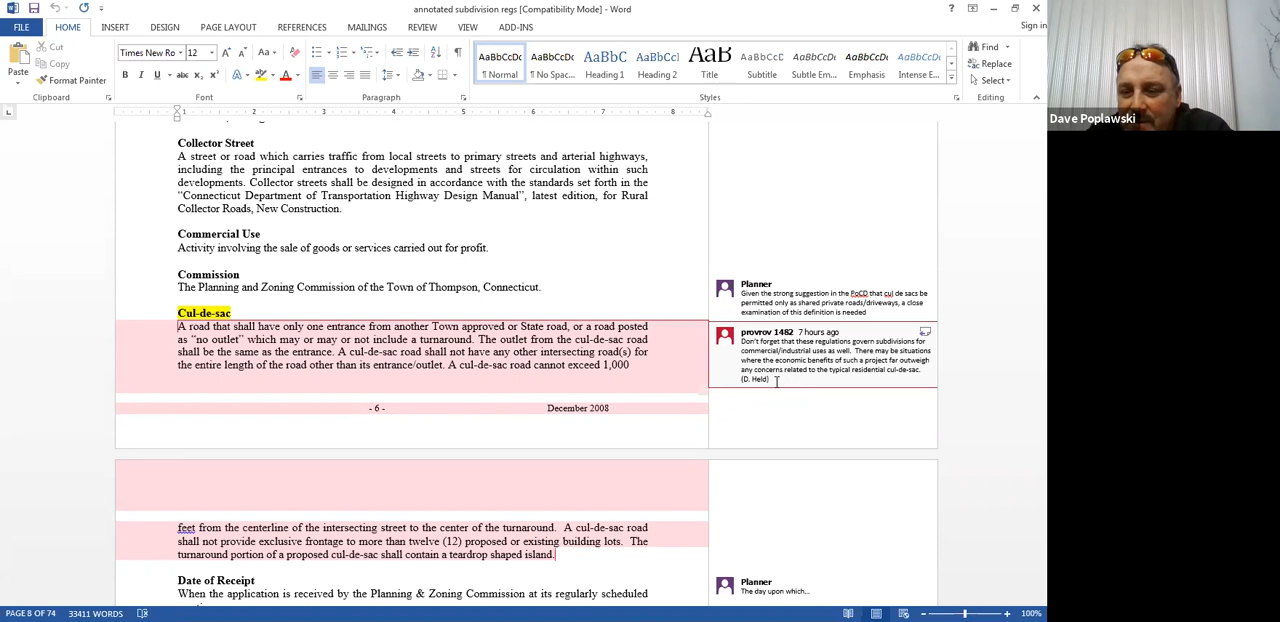 annotated subdivision regs [Compatibility Mode] - Word
FILE HOME INSERT DESIGN PAGE LAYOUT REFERENCES MAILINGS REVIEW VIEW ADD-INS
Sign in
Paste
Cut
Copy
Format Painter
Clipboard
Times New Ro 12
Font
Paragraph
AaBbCcDc AaBbCcDc AaBbC AaBbCc AaB AaBbCcC AaBbCcDc AaBbCcDc AaBbCcDc
¶ Normal ¶ No Spac... Heading 1 Heading 2 Title Subtitle Subtle Em... Emphasis Intense E...
Styles
Find
Replace
Select
Editing
1 2 3 4 5 6 7 8
Collector Street
A street or road which carries traffic from local streets to primary streets and arterial highways,
including the principal entrances to developments and streets for circulation within such
developments. Collector streets shall be designed in accordance with the standards set forth in the
"Connecticut Department of Transportation Highway Design Manual", latest edition, for Rural
Collector Roads, New Construction.
Commercial Use
Activity involving the sale of goods or services carried out for profit.
Commission
The Planning and Zoning Commission of the Town of Thompson, Connecticut.
Cul-de-sac
A road that shall have only one entrance from another Town approved or State road, or a road posted
as "no outlet" which may or may not include a turnaround. The outlet from the cul-de-sac road
shall be the same as the entrance. A cul-de-sac road shall not have any other intersecting road(s) for
the entire length of the road other than its entrance/outlet. A cul-de-sac road cannot exceed 1,000
- 6 - December 2008
feet from the centerline of the intersecting street to the center of the turnaround. A cul-de-sac road
shall not provide exclusive frontage to more than twelve (12) proposed or existing building lots. The
turnaround portion of a proposed cul-de-sac shall contain a teardrop shaped island.
Date of Receipt
When the application is received by the Planning & Zoning Commission at its regularly scheduled
Planner
Given the strong suggestion in the PoCD that cul de sacs be
permitted only as shared private roads/driveways, a close
examination of this definition is needed
provrov 1482 7 hours ago
Don't forget that these regulations govern subdivisions for
commercial/industrial uses as well. There may be situations
where the economic benefits of such a project far outweigh
any concerns related to the typical residential cul-de-sac.
(D. Held)
Planner
The day upon which...
PAGE 8 OF 74 33411 WORDS
100%
Dave Poplawski